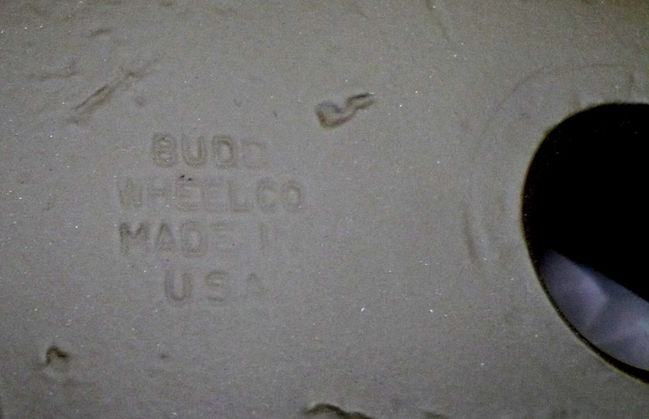 BUDD
WHEEL CO
MADE IN
U.S.A.